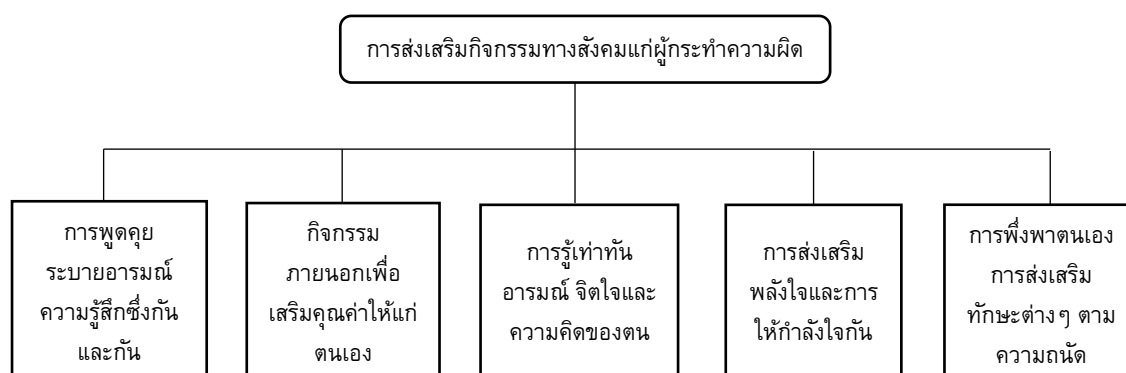 การส่งเสริมกิจกรรมทางสังคมแก่ผู้กระทำความผิด
การพูดคุย
ระบายอารมณ์
ความรู้สึกซึ่งกัน
และกัน
กิจกรรม
ภายนอกเพื่อ
เสริมคุณค่าให้แก่
ตนเอง
การรู้เท่าทัน
อารมณ์ จิตใจและ
ความคิดของตน
การส่งเสริม
พลังใจและการ
ให้กำลังใจกัน
การพึ่งพาตนเอง
การส่งเสริม
ทักษะต่างๆ ตาม
ความถนัด